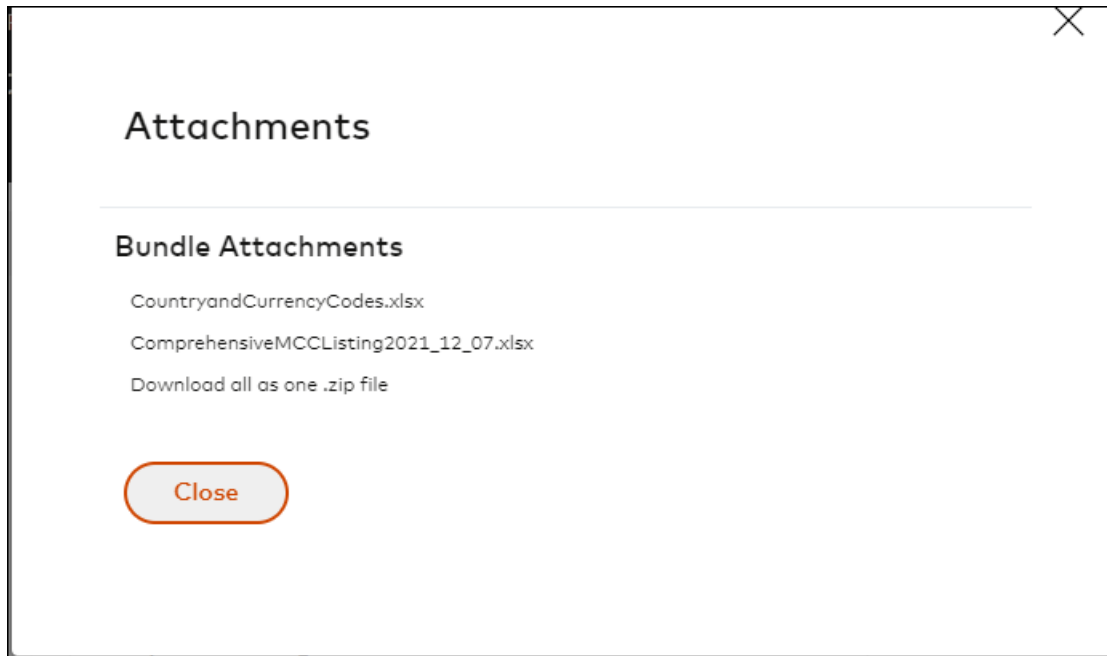 Attachments
Bundle Attachments
CountryandCurrencyCodes.xlsx
ComprehensiveMCCListing2021_12_07.xlsx
Download all as one .zip file
Close